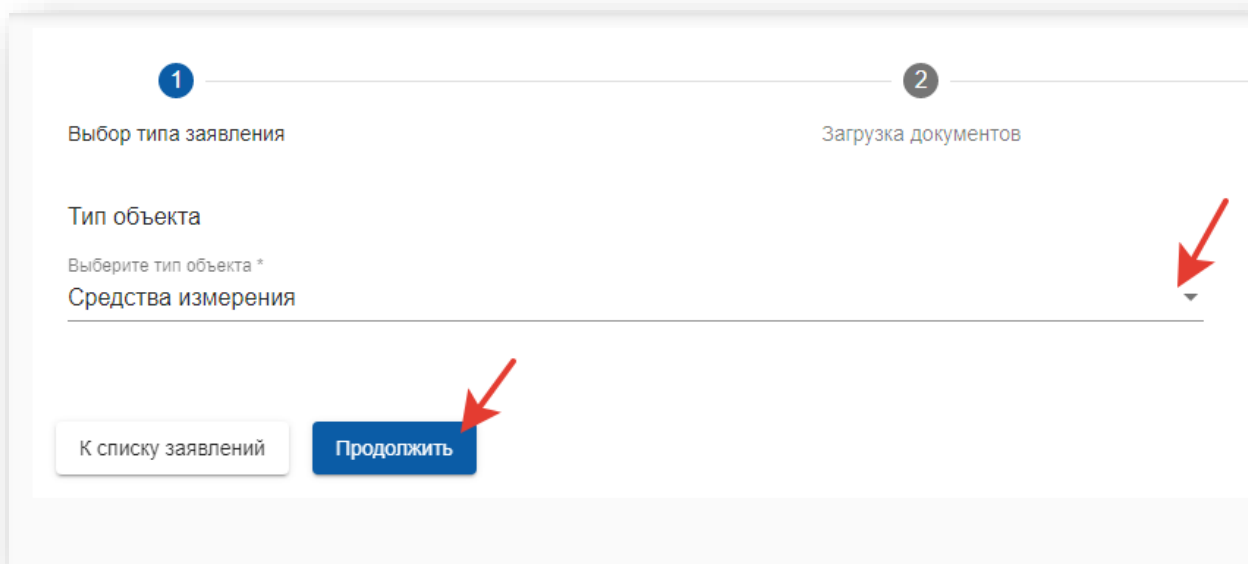 1
2
Выбор типа заявления
Загрузка документов
Тип объекта
Выберите тип объекта *
Средства измерения
К списку заявлений
Продолжить